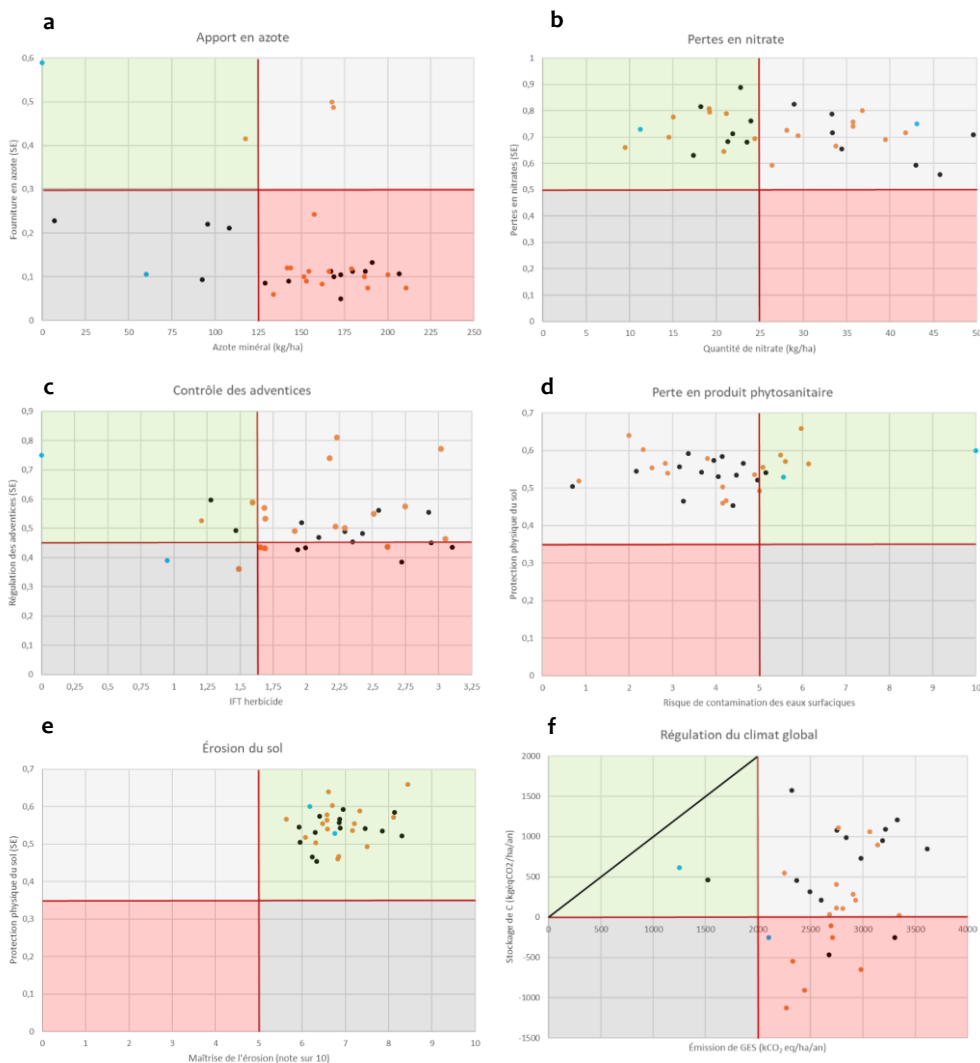 a
Apport en azote
Fourniture en azote (SE)
0,6
0,5
0,4
0,3
0,2
0,1
0
0 25 50 75 100 125 150 175 200 225 250
Azote minéral (kg/ha)
b
Pertes en nitrate
Pertes en nitrates (SE)
1
0,9
0,8
0,7
0,6
0,5
0,4
0,3
0,2
0,1
0
0 5 10 15 20 25 30 35 40 45 50
Quantité de nitrate (kg/ha)
c
Contrôle des adventices
Régulation des adventices (SE)
0,9
0,8
0,7
0,6
0,5
0,4
0,3
0,2
0,1
0
0 0,25 0,5 0,75 1 1,25 1,5 1,75 2 2,25 2,5 2,75 3 3,25
IFT herbicide
d
Perte en produit phytosanitaire
Protection physique du sol
0,7
0,6
0,5
0,4
0,3
0,2
0,1
0
0 1 2 3 4 5 6 7 8 9 10
Risque de contamination des eaux surfaciques
e
Érosion du sol
Protection physique du sol (SE)
0,7
0,6
0,5
0,4
0,3
0,2
0,1
0
0 1 2 3 4 5 6 7 8 9 10
Maîtrise de l'érosion (note sur 10)
f
Régulation du climat global
Stockage de C (kgéqCO2/ha/an)
2000
1500
1000
500
0
-500
-1000
-1500
0 500 1000 1500 2000 2500 3000 3500 4000
Émission de GES (kCO₂ eq/ha/an)